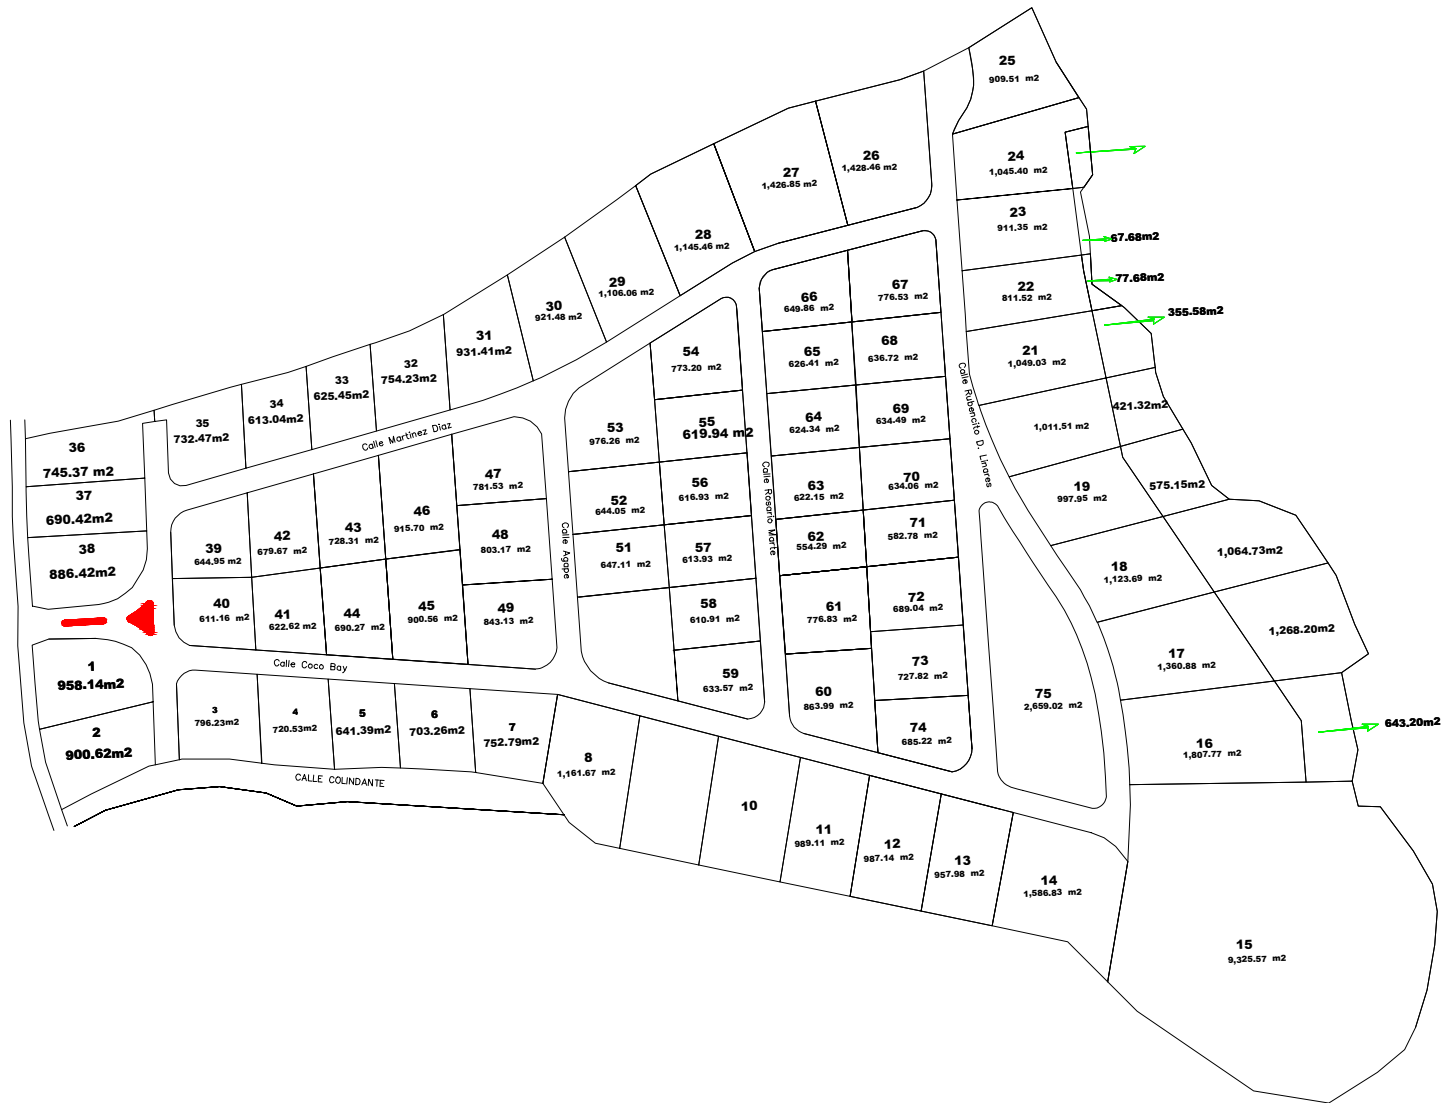 25
909.51 m2
26
1,428.46 m2
24
1,045.40 m2
27
1,426.85 m2
23
911.35 m2
28
1,145.46 m2
67.68m2
29
1,106.06 m2
67
776.53 m2
66
649.86 m2
22
811.52 m2
77.68m2
30
921.48 m2
355.58m2
31
931.41m2
54
773.20 m2
65
626.41 m2
68
636.72 m2
21
1,049.03 m2
32
754.23m2
33
625.45m2
34
613.04m2
35
732.47m2
Calle Martinez Diaz
53
976.26 m2
55
619.94 m2
64
624.34 m2
69
634.49 m2
Calle Rubencito D. Linares
1,011.51 m2
421.32m2
36
745.37 m2
47
781.53 m2
56
616.93 m2
63
622.15 m2
70
634.06 m2
19
997.95 m2
575.15m2
37
690.42m2
46
915.70 m2
52
644.05 m2
Calle Rosario Marte
42
679.67 m2
43
728.31 m2
48
803.17 m2
Calle Agape
51
647.11 m2
57
613.93 m2
62
554.29 m2
71
582.78 m2
38
886.42m2
39
644.95 m2
18
1,123.69 m2
1,064.73m2
40
611.16 m2
41
622.62 m2
44
690.27 m2
45
900.56 m2
49
843.13 m2
58
610.91 m2
61
776.83 m2
72
689.04 m2
1,268.20m2
17
1,360.88 m2
1
958.14m2
Calle Coco Bay
59
633.57 m2
60
863.99 m2
73
727.82 m2
75
2,659.02 m2
2
900.62m2
3
796.23m2
4
720.53m2
5
641.39m2
6
703.26m2
7
752.79m2
74
685.22 m2
16
1,807.77 m2
643.20m2
8
1,161.67 m2
CALLE COLINDANTE
10
11
989.11 m2
12
987.14 m2
13
957.98 m2
14
1,586.83 m2
15
9,325.57 m2